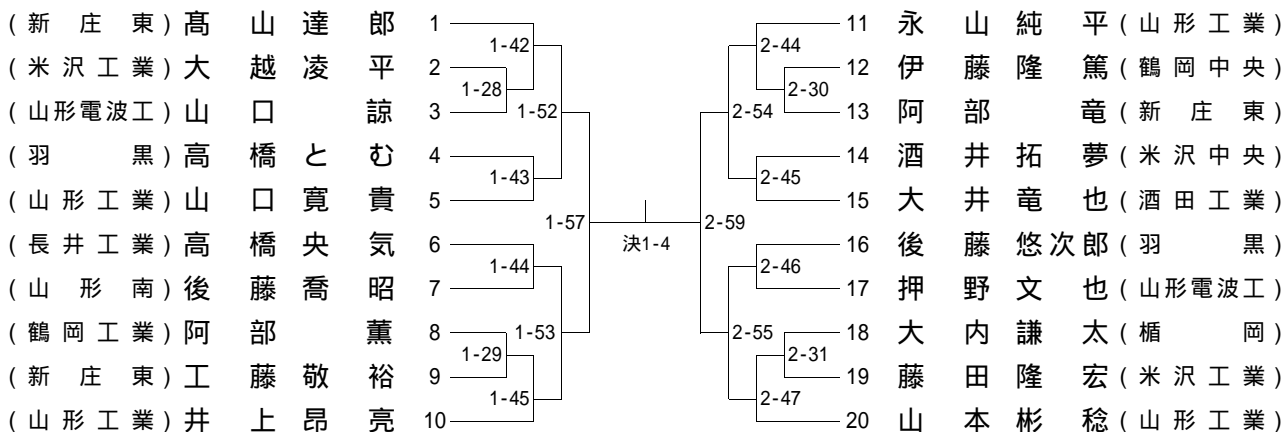 (新庄東) 髙山達郎 1
(米沢工業) 大越凌平 2
(山形電波工) 山口諒 3
(羽黒) 高橋とむ 4
(山形工業) 山口寛貴 5
(長井工業) 高橋央気 6
(山形南) 後藤喬昭 7
(鶴岡工業) 阿部薫 8
(新庄東) 工藤敬裕 9
(山形工業) 井上昂亮 10
1-42
1-28
1-52
1-43
1-57
1-44
1-53
1-29
1-45
決1-4
2-44
2-30
2-54
2-45
2-59
2-46
2-55
2-31
2-47
11 永山純平 (山形工業)
12 伊藤隆篤 (鶴岡中央)
13 阿部竜 (新庄東)
14 酒井拓夢 (米沢中央)
15 大井竜也 (酒田工業)
16 後藤悠次郎 (羽黒)
17 押野文也 (山形電波工)
18 大内謙太 (楯岡)
19 藤田隆宏 (米沢工業)
20 山本彬稔 (山形工業)